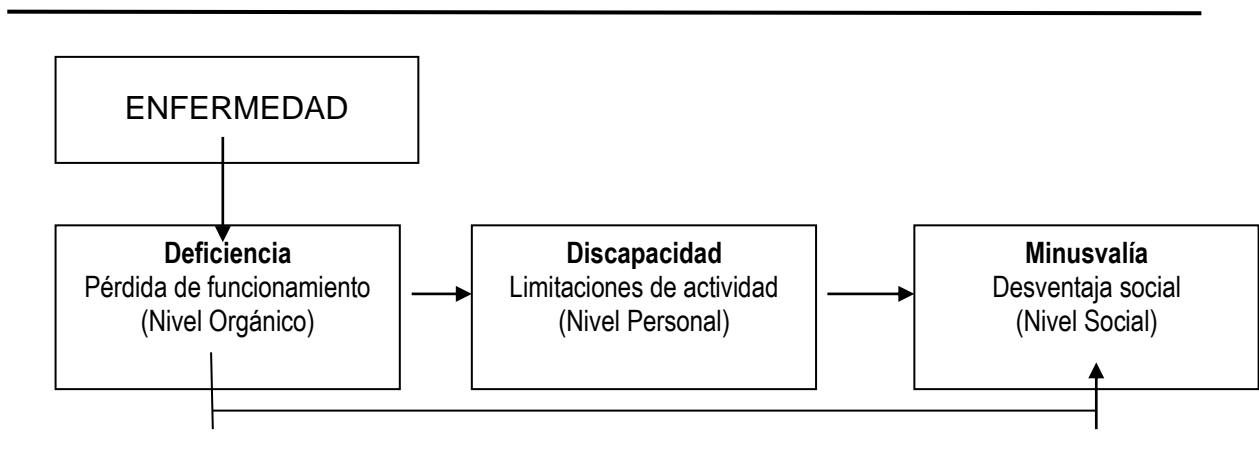 ENFERMEDAD
Deficiencia
Pérdida de funcionamiento
(Nivel Orgánico)
Discapacidad
Limitaciones de actividad
(Nivel Personal)
Minusvalía
Desventaja social
(Nivel Social)